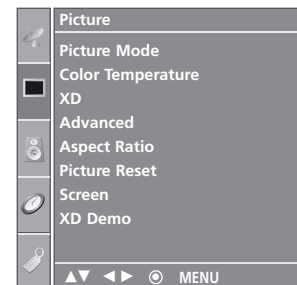 Picture
Picture Mode
Color Temperature
XD
Advanced
Aspect Ratio
Picture Reset
Screen
XD Demo
▲▼ ◄► ◉ MENU